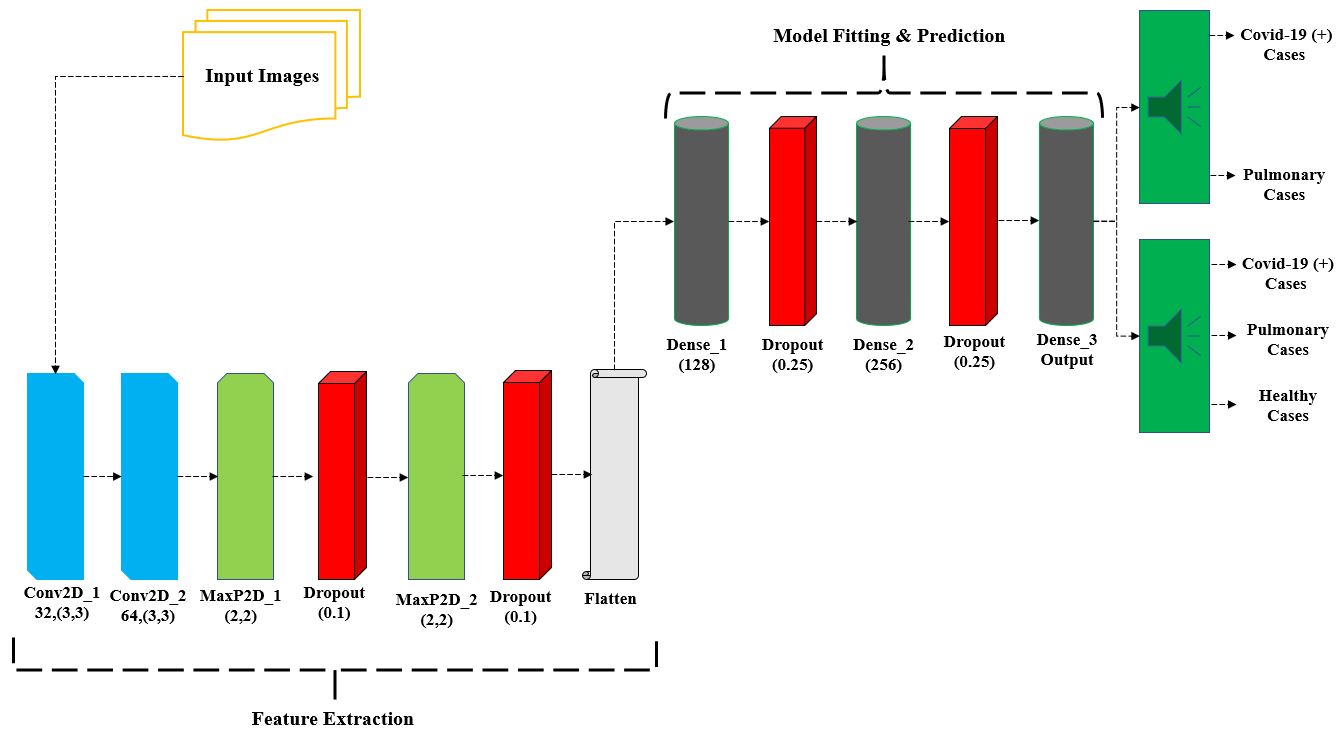 Input Images
Conv2D_1
32,(3,3)
Conv2D_2
64,(3,3)
MaxP2D_1
(2,2)
Dropout
(0.1)
MaxP2D_2
(2,2)
Dropout
(0.1)
Flatten
Feature Extraction
Model Fitting & Prediction
Dense_1
(128)
Dropout
(0.25)
Dense_2
(256)
Dropout
(0.25)
Dense_3
Output
Covid-19 (+)
Cases
Pulmonary
Cases
Covid-19 (+)
Cases
Pulmonary
Cases
Healthy
Cases